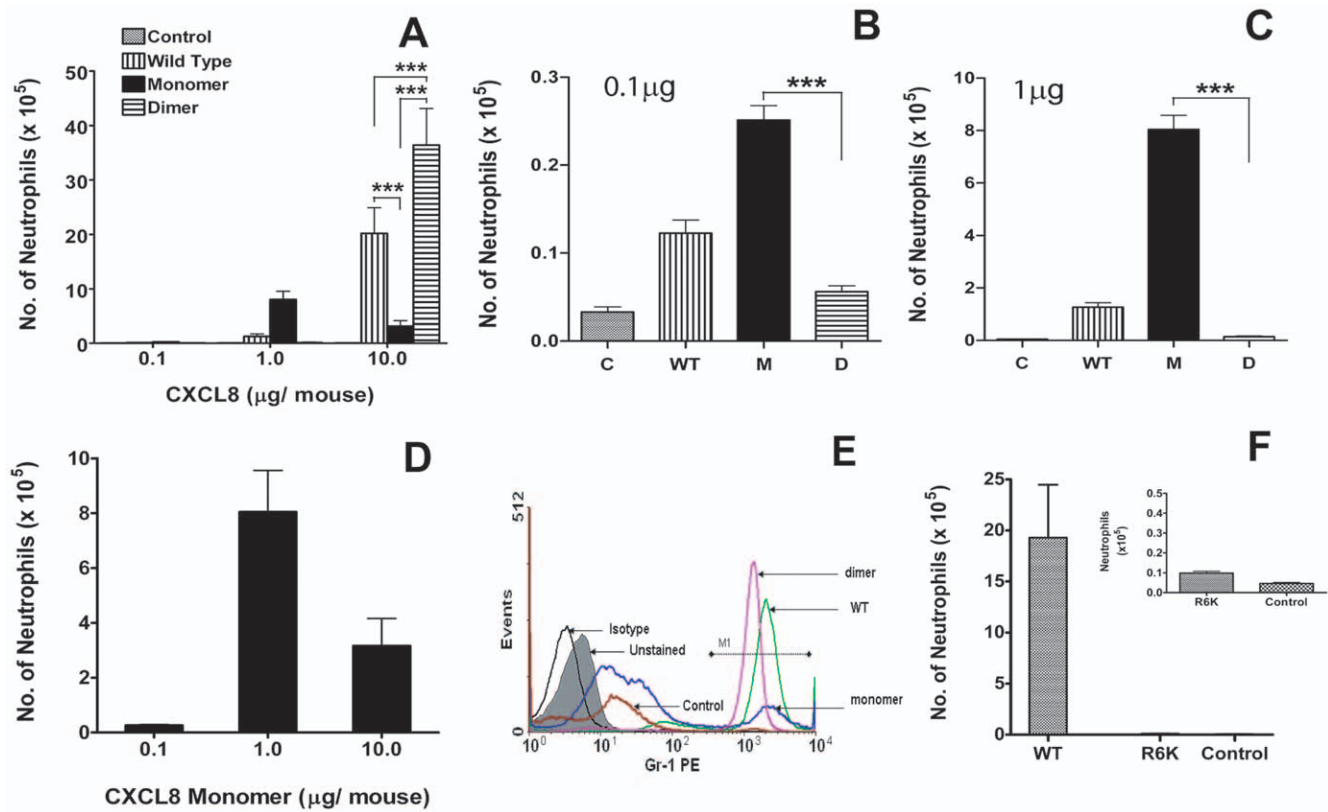 A
Control
Wild Type
Monomer
Dimer
No. of Neutrophils (x 10⁵)
50
40
30
20
10
0
***
***
***
0.1
1.0
10.0
CXCL8 (μg/ mouse)
B
0.1μg
No. of Neutrophils (x 10⁵)
0.3
0.2
0.1
0.0
***
C
WT
M
D
C
1μg
No. of Neutrophils (x 10⁵)
10
8
6
4
2
0
***
C
WT
M
D
D
No. of Neutrophils (x 10⁵)
10
8
6
4
2
0
0.1
1.0
10.0
CXCL8 Monomer (μg/ mouse)
E
512
Events
0
Isotype
Unstained
Control
M1
dimer
WT
monomer
10⁰
10¹
10²
10³
10⁴
Gr-1 PE
F
No. of Neutrophils (x 10⁵)
25
20
15
10
5
0
WT
R6K
Control
Neutrophils
(x10⁵)
0.5
0.4
0.3
0.2
0.1
0.0
R6K
Control